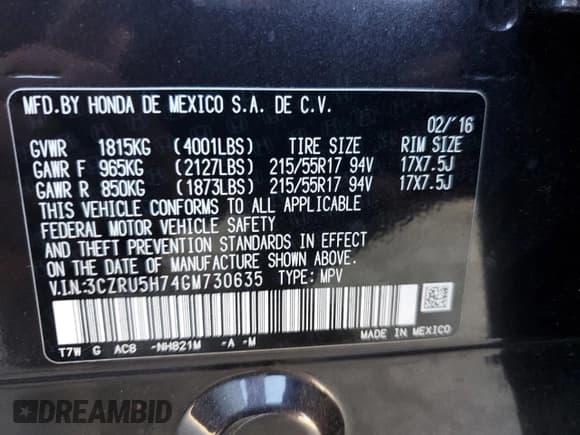 MFD.BY HONDA DE MEXICO S.A. DE C.V.
02/'16
GVWR 1815KG (4001LBS) TIRE SIZE RIM SIZE
GAWR F 965KG (2127LBS) 215/55R17 94V 17X7.5J
GAWR R 850KG (1873LBS) 215/55R17 94V 17X7.5J
THIS VEHICLE CONFORMS TO ALL APPLICABLE
FEDERAL MOTOR VEHICLE SAFETY
AND THEFT PREVENTION STANDARDS IN EFFECT
ON THE DATE OF MANUFACTURE SHOWN ABOVE.
V.I.N:3CZRU5H74GM730635 TYPE: MPV
T7W G AC8 -NH821M -A -M
MADE IN MEXICO
DREAMBID